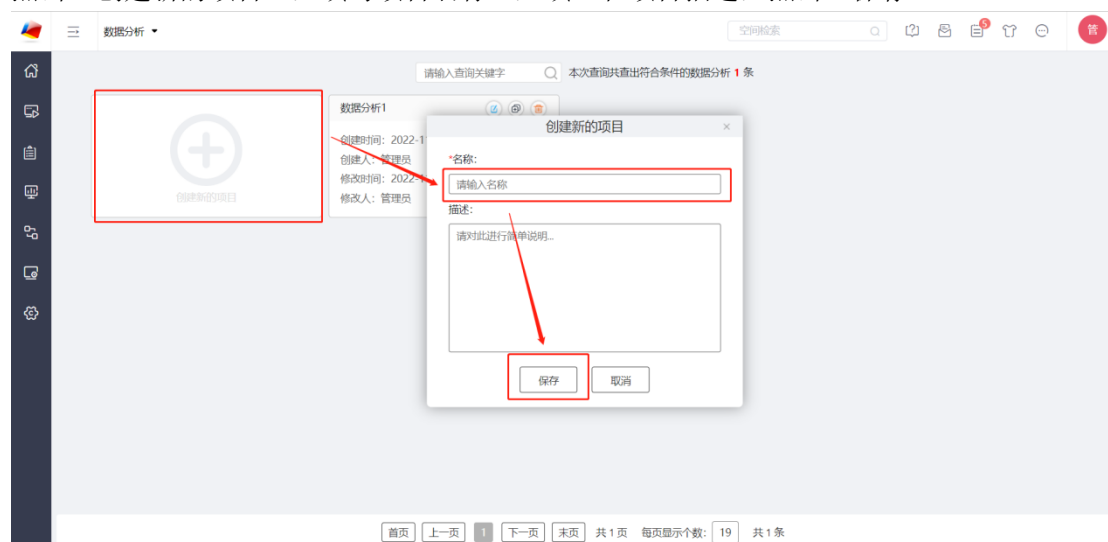 数据分析
空间检索
5
管
请输入查询关键字
本次查询共查出符合条件的数据分析 1 条
创建新的项目
数据分析1
创建时间：2022-1
创建人：管理员
修改时间：2022-1
修改人：管理员
创建新的项目
×
*名称：
请输入名称
描述：
请对此进行简单说明...
保存
取消
首页 上一页 1 下一页 末页 共 1 页 每页显示个数： 19 共 1 条